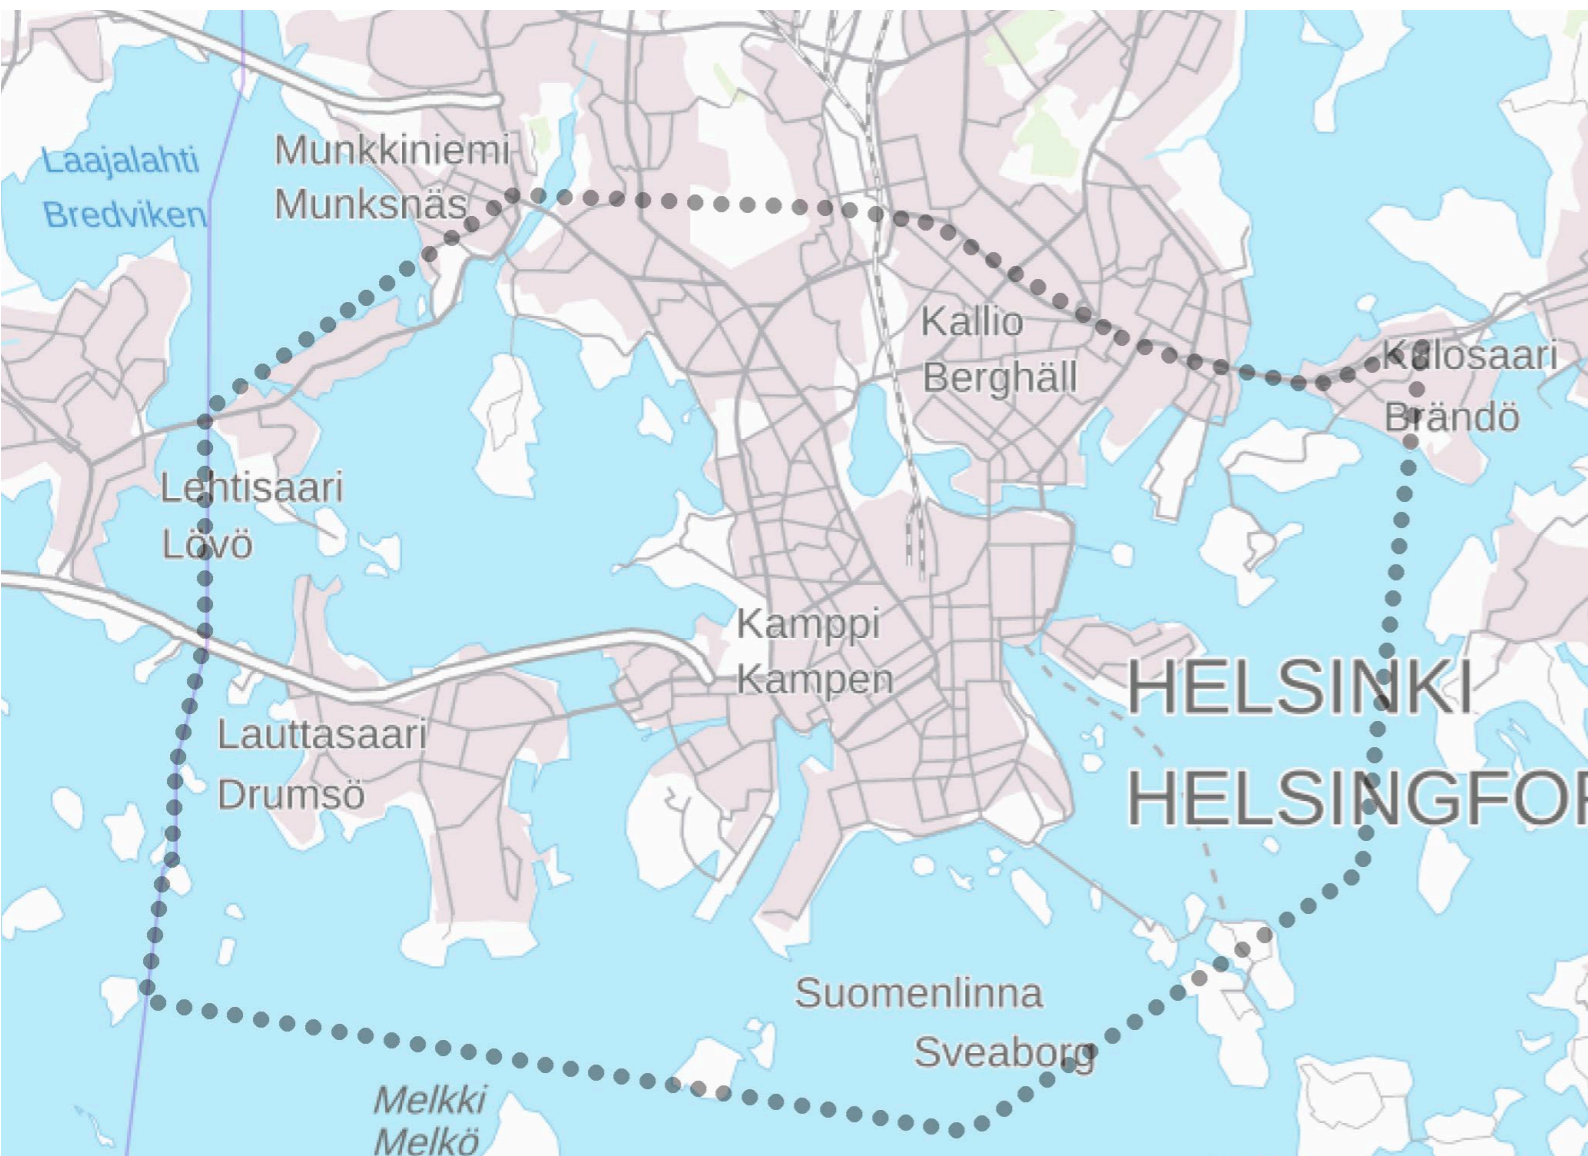 Laajalahti
Bredviken
Munkkiniemi
Munksnäs
Kallio
Berghäll
Kulosaari
Brändö
Lehtisaari
Lövö
Kamppi
Kampen
HELSINKI
HELSINGFOR
Lauttasaari
Drumsö
Suomenlinna
Sveaborg
Melkki
Melkö